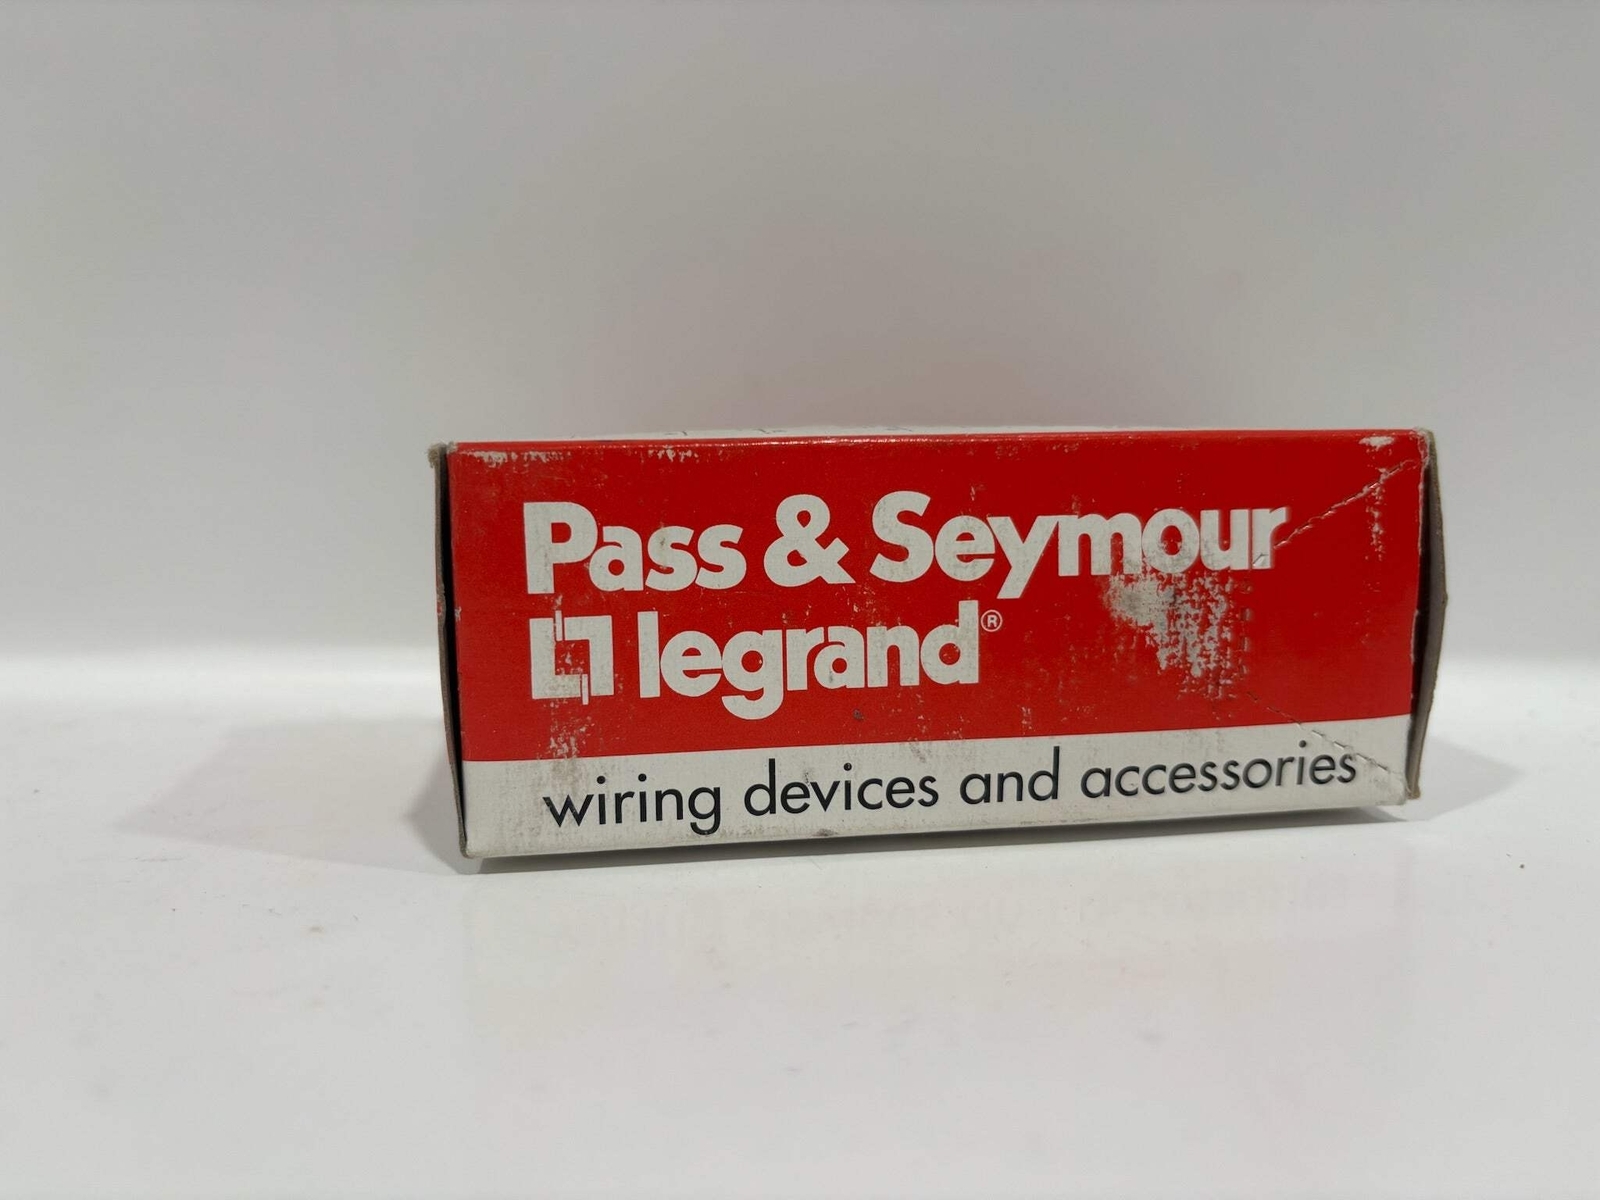 Pass & Seymour
legrand®
wiring devices and accessories